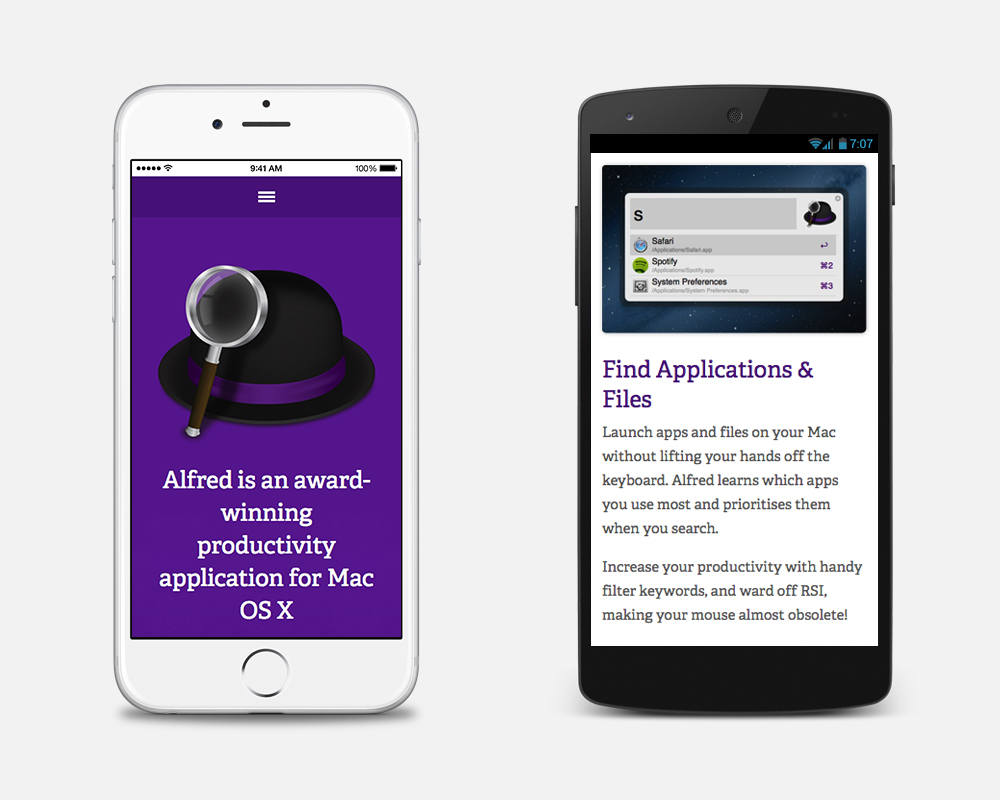 9:41 AM
100%
Alfred is an award-
winning
productivity
application for Mac
OS X
7:07
S
Safari
/Applications/Safari.app
Spotify
/Applications/Spotify.app
⌘2
System Preferences
/Applications/System Preferences.app
⌘3
Find Applications &
Files
Launch apps and files on your Mac
without lifting your hands off the
keyboard. Alfred learns which apps
you use most and prioritises them
when you search.
Increase your productivity with handy
filter keywords, and ward off RSI,
making your mouse almost obsolete!